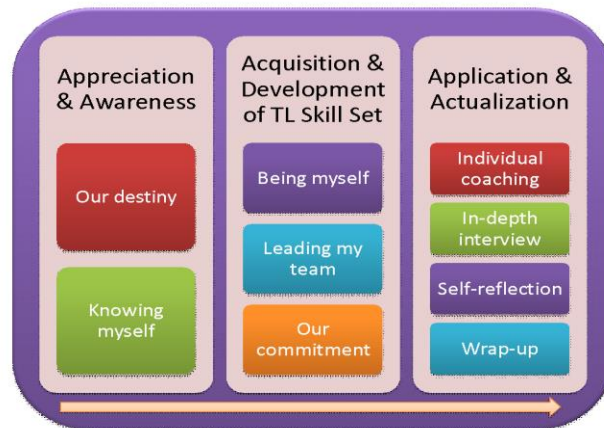 Appreciation
& Awareness
Our destiny
Knowing
myself
Acquisition &
Development
of TL Skill Set
Being myself
Leading my
team
Our
commitment
Application &
Actualization
Individual
coaching
In-depth
interview
Self-reflection
Wrap-up